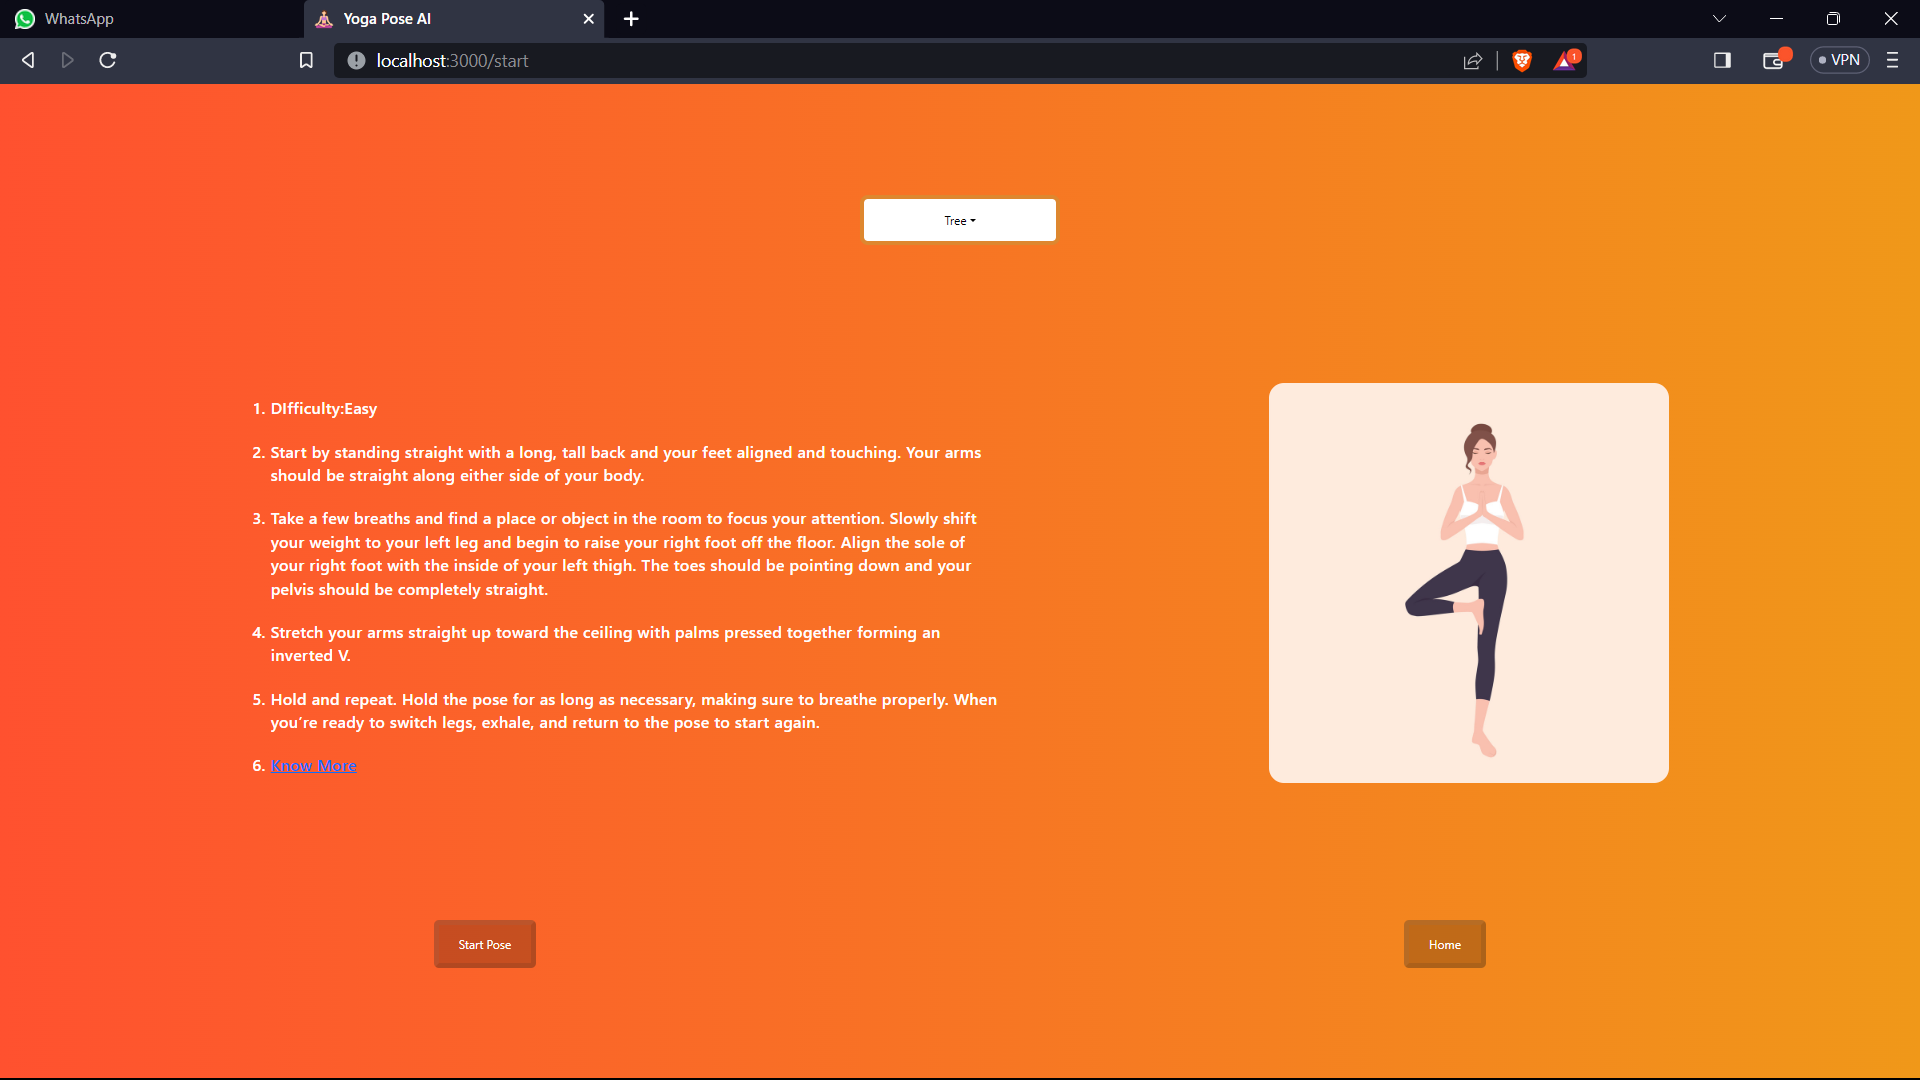 WhatsApp
Yoga Pose AI
localhost:3000/start
1
VPN
Tree
1. DIfficulty:Easy
2. Start by standing straight with a long, tall back and your feet aligned and touching. Your arms
should be straight along either side of your body.
3. Take a few breaths and find a place or object in the room to focus your attention. Slowly shift
your weight to your left leg and begin to raise your right foot off the floor. Align the sole of
your right foot with the inside of your left thigh. The toes should be pointing down and your
pelvis should be completely straight.
4. Stretch your arms straight up toward the ceiling with palms pressed together forming an
inverted V.
5. Hold and repeat. Hold the pose for as long as necessary, making sure to breathe properly. When
you’re ready to switch legs, exhale, and return to the pose to start again.
6. Know More
Start Pose
Home